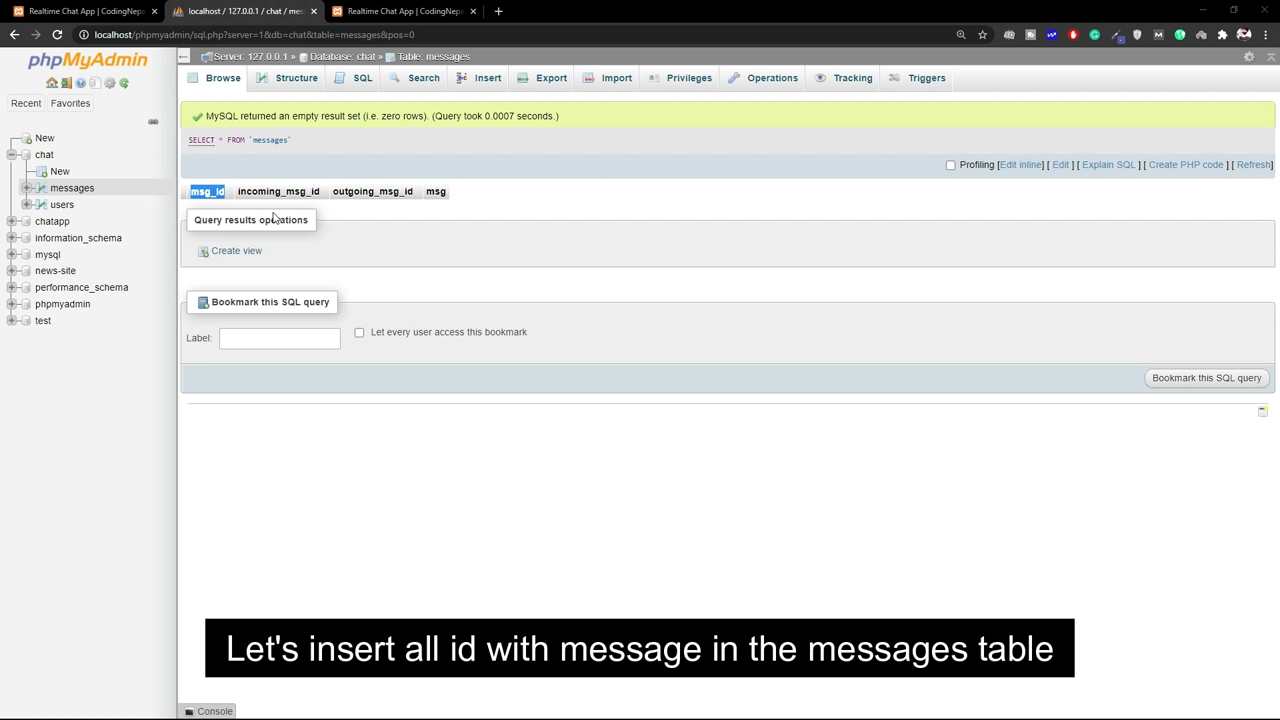 Realtime Chat App | CodingNepa
localhost / 127.0.0.1 / chat / mes
Realtime Chat App | CodingNepa
localhost/phpmyadmin/sql.php?server=1&db=chat&table=messages&pos=0
phpMyAdmin
Recent Favorites
New
chat
New
messages
users
chatapp
information_schema
mysql
news-site
performance_schema
phpmyadmin
test
Server: 127.0.0.1 » Database: chat » Table: messages
Browse Structure SQL Search Insert Export Import Privileges Operations Tracking Triggers
MySQL returned an empty result set (i.e. zero rows). (Query took 0.0007 seconds.)
SELECT * FROM `messages`
Profiling [Edit inline] [ Edit ] [ Explain SQL ] [ Create PHP code ] [ Refresh]
msg_id incoming_msg_id outgoing_msg_id msg
Query results operations
Create view
Bookmark this SQL query
Label: Let every user access this bookmark
Bookmark this SQL query
Let's insert all id with message in the messages table
Console